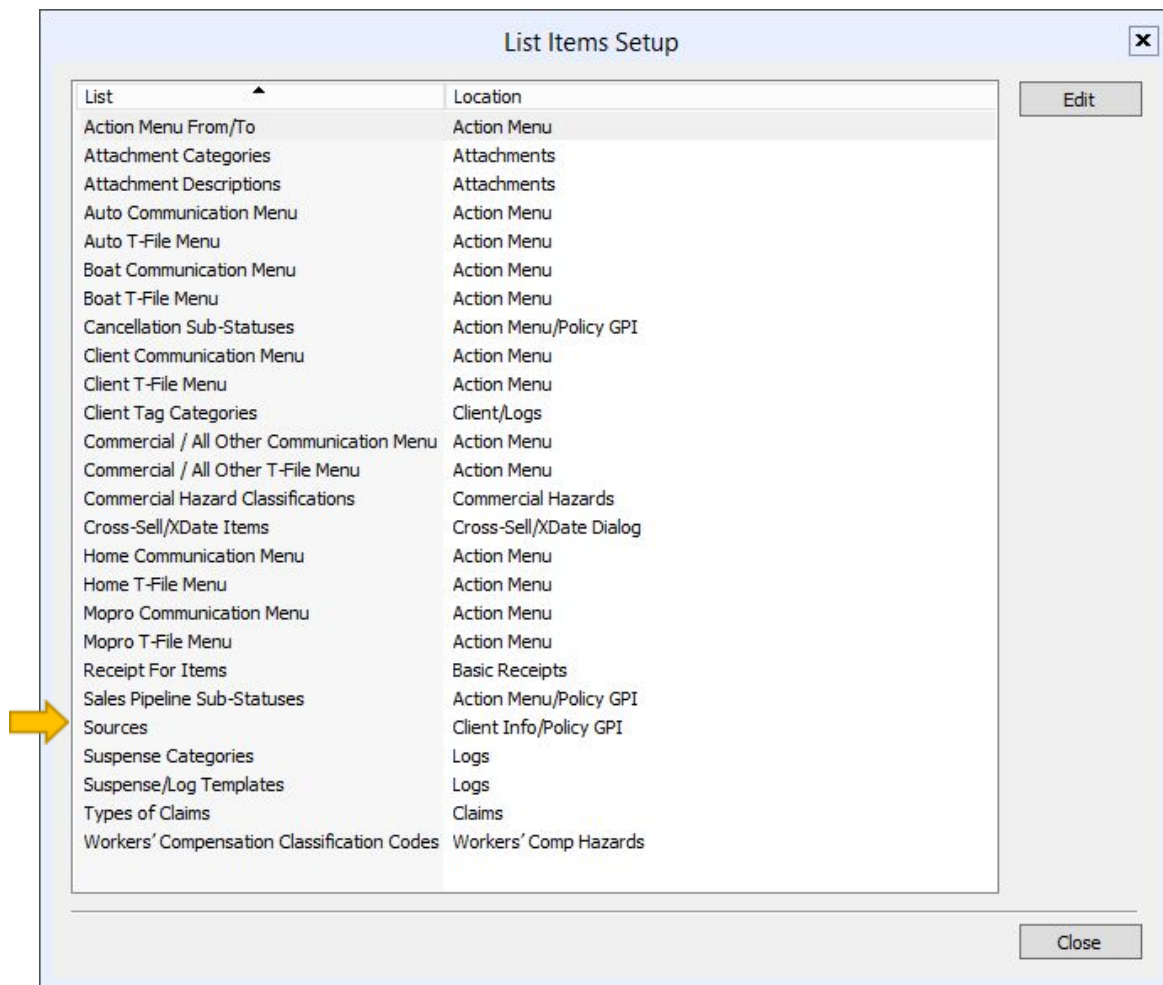 List Items Setup
List Location
Edit
Action Menu From/To Action Menu
Attachment Categories Attachments
Attachment Descriptions Attachments
Auto Communication Menu Action Menu
Auto T-File Menu Action Menu
Boat Communication Menu Action Menu
Boat T-File Menu Action Menu
Cancellation Sub-Statuses Action Menu/Policy GPI
Client Communication Menu Action Menu
Client T-File Menu Action Menu
Client Tag Categories Client/Logs
Commercial / All Other Communication Menu Action Menu
Commercial / All Other T-File Menu Action Menu
Commercial Hazard Classifications Commercial Hazards
Cross-Sell/XDate Items Cross-Sell/XDate Dialog
Home Communication Menu Action Menu
Home T-File Menu Action Menu
Mopro Communication Menu Action Menu
Mopro T-File Menu Action Menu
Receipt For Items Basic Receipts
Sales Pipeline Sub-Statuses Action Menu/Policy GPI
Sources Client Info/Policy GPI
Suspense Categories Logs
Suspense/Log Templates Logs
Types of Claims Claims
Workers’ Compensation Classification Codes Workers’ Comp Hazards
Close